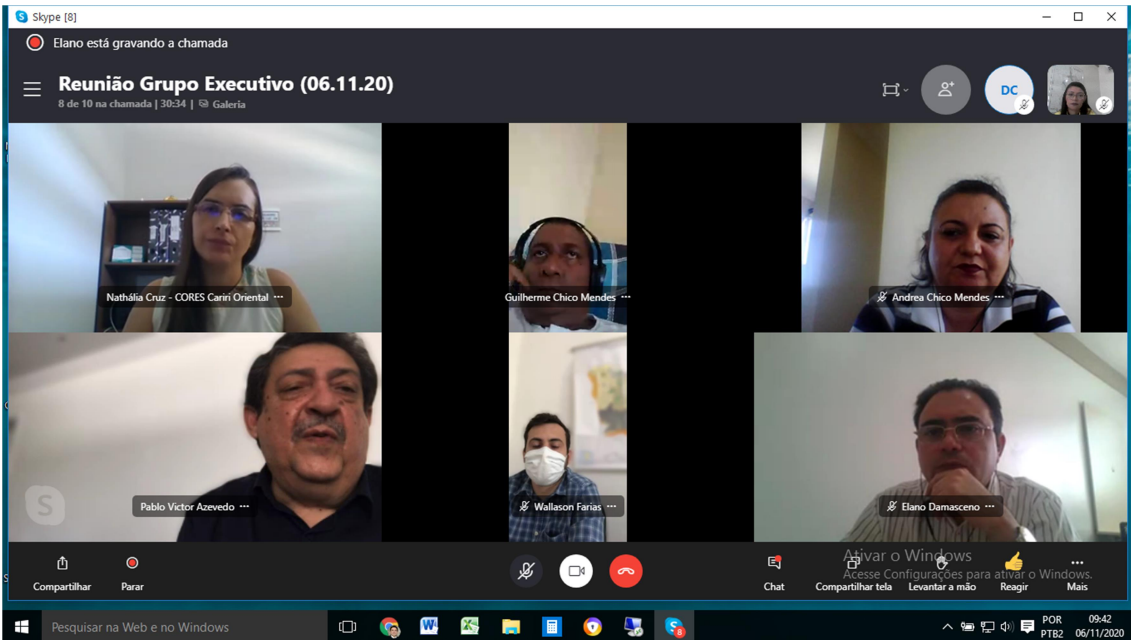 Skype [8]
Elano está gravando a chamada
Reunião Grupo Executivo (06.11.20)
8 de 10 na chamada | 30:34 | Galeria
DC
Nathália Cruz - CORES Cariri Oriental
Guilherme Chico Mendes
Andrea Chico Mendes
Pablo Victor Azevedo
Wallason Farias
Elano Damasceno
Ativar o Windows
Acesse Configurações para ativar o Windows.
Compartilhar
Parar
Chat
Compartilhar tela
Levantar a mão
Reagir
Mais
Pesquisar na Web e no Windows
POR
PTB2
09:42
06/11/2020